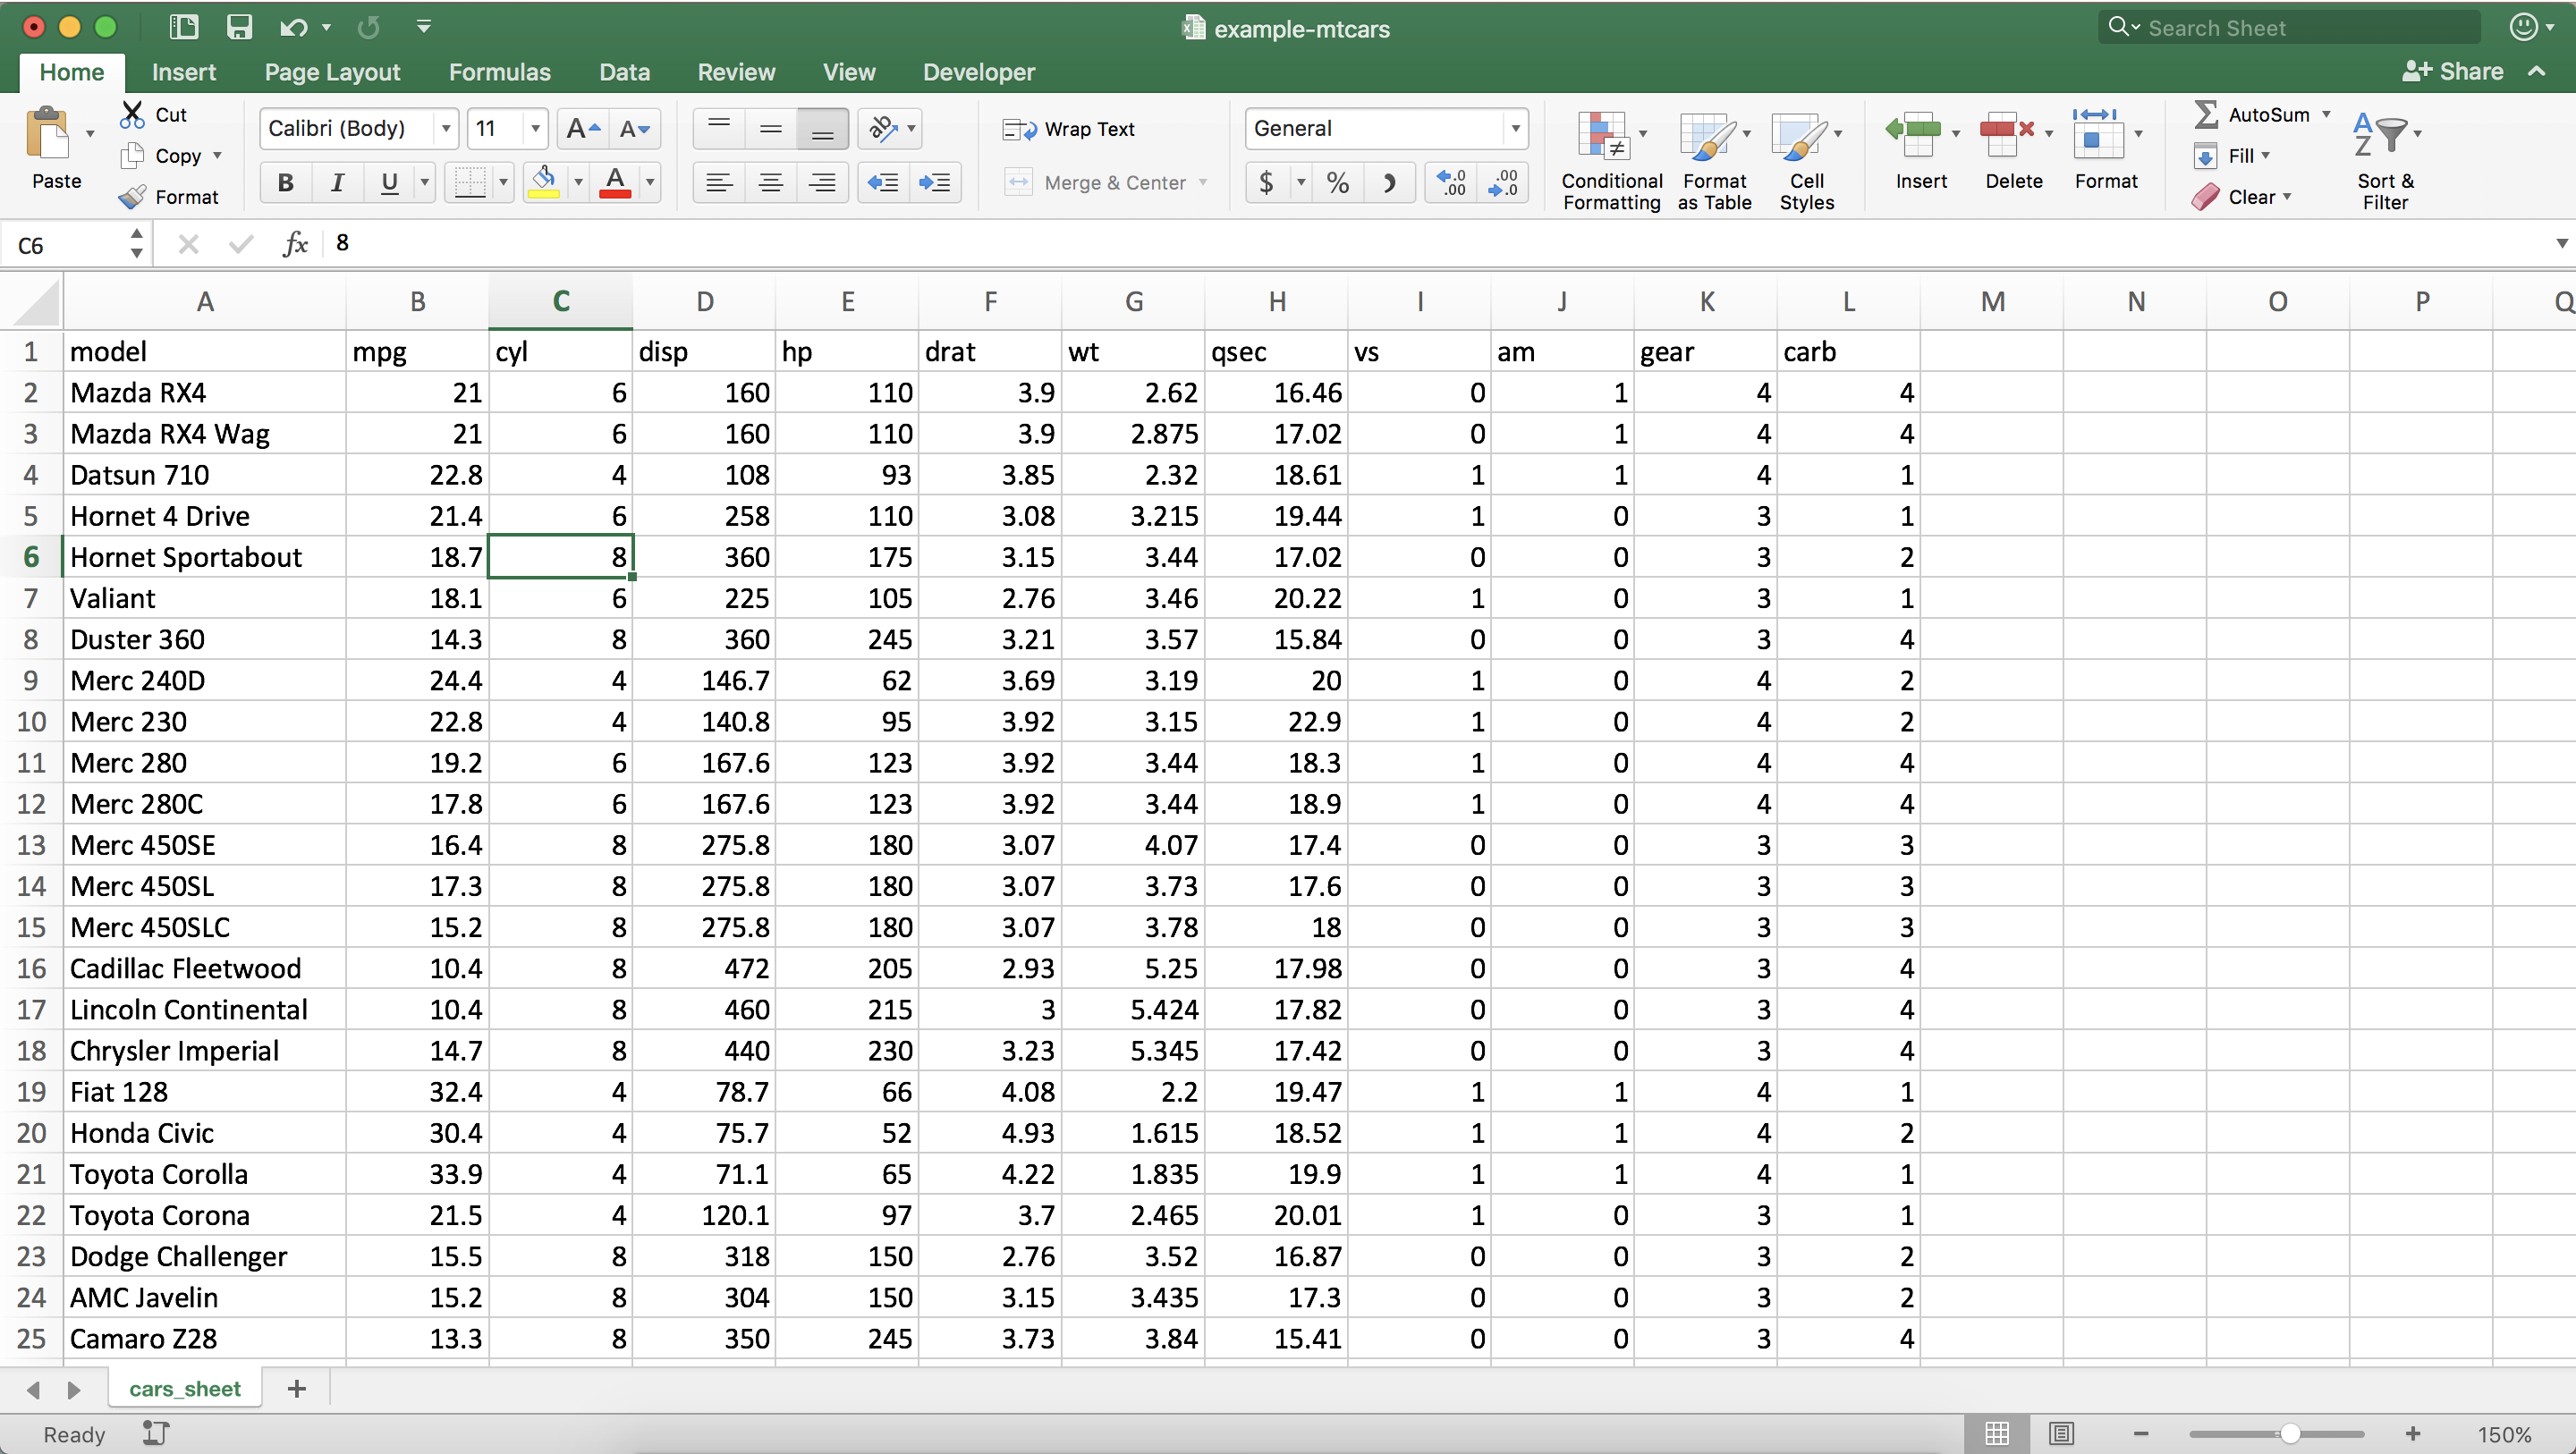 example-mtcars
Search Sheet
Home Insert Page Layout Formulas Data Review View Developer
Share
Paste
Cut
Copy
Format
Calibri (Body) 11
B I U
Wrap Text
Merge & Center
General
$ %
Conditional Formatting
Format as Table
Cell Styles
Insert
Delete
Format
AutoSum
Fill
Clear
Sort & Filter
C6 fx 8
A B C D E F G H I J K L M N O P Q
1 model mpg cyl disp hp drat wt qsec vs am gear carb
2 Mazda RX4 21 6 160 110 3.9 2.62 16.46 0 1 4 4
3 Mazda RX4 Wag 21 6 160 110 3.9 2.875 17.02 0 1 4 4
4 Datsun 710 22.8 4 108 93 3.85 2.32 18.61 1 1 4 1
5 Hornet 4 Drive 21.4 6 258 110 3.08 3.215 19.44 1 0 3 1
6 Hornet Sportabout 18.7 8 360 175 3.15 3.44 17.02 0 0 3 2
7 Valiant 18.1 6 225 105 2.76 3.46 20.22 1 0 3 1
8 Duster 360 14.3 8 360 245 3.21 3.57 15.84 0 0 3 4
9 Merc 240D 24.4 4 146.7 62 3.69 3.19 20 1 0 4 2
10 Merc 230 22.8 4 140.8 95 3.92 3.15 22.9 1 0 4 2
11 Merc 280 19.2 6 167.6 123 3.92 3.44 18.3 1 0 4 4
12 Merc 280C 17.8 6 167.6 123 3.92 3.44 18.9 1 0 4 4
13 Merc 450SE 16.4 8 275.8 180 3.07 4.07 17.4 0 0 3 3
14 Merc 450SL 17.3 8 275.8 180 3.07 3.73 17.6 0 0 3 3
15 Merc 450SLC 15.2 8 275.8 180 3.07 3.78 18 0 0 3 3
16 Cadillac Fleetwood 10.4 8 472 205 2.93 5.25 17.98 0 0 3 4
17 Lincoln Continental 10.4 8 460 215 3 5.424 17.82 0 0 3 4
18 Chrysler Imperial 14.7 8 440 230 3.23 5.345 17.42 0 0 3 4
19 Fiat 128 32.4 4 78.7 66 4.08 2.2 19.47 1 1 4 1
20 Honda Civic 30.4 4 75.7 52 4.93 1.615 18.52 1 1 4 2
21 Toyota Corolla 33.9 4 71.1 65 4.22 1.835 19.9 1 1 4 1
22 Toyota Corona 21.5 4 120.1 97 3.7 2.465 20.01 1 0 3 1
23 Dodge Challenger 15.5 8 318 150 2.76 3.52 16.87 0 0 3 2
24 AMC Javelin 15.2 8 304 150 3.15 3.435 17.3 0 0 3 2
25 Camaro Z28 13.3 8 350 245 3.73 3.84 15.41 0 0 3 4
cars_sheet
Ready
150%